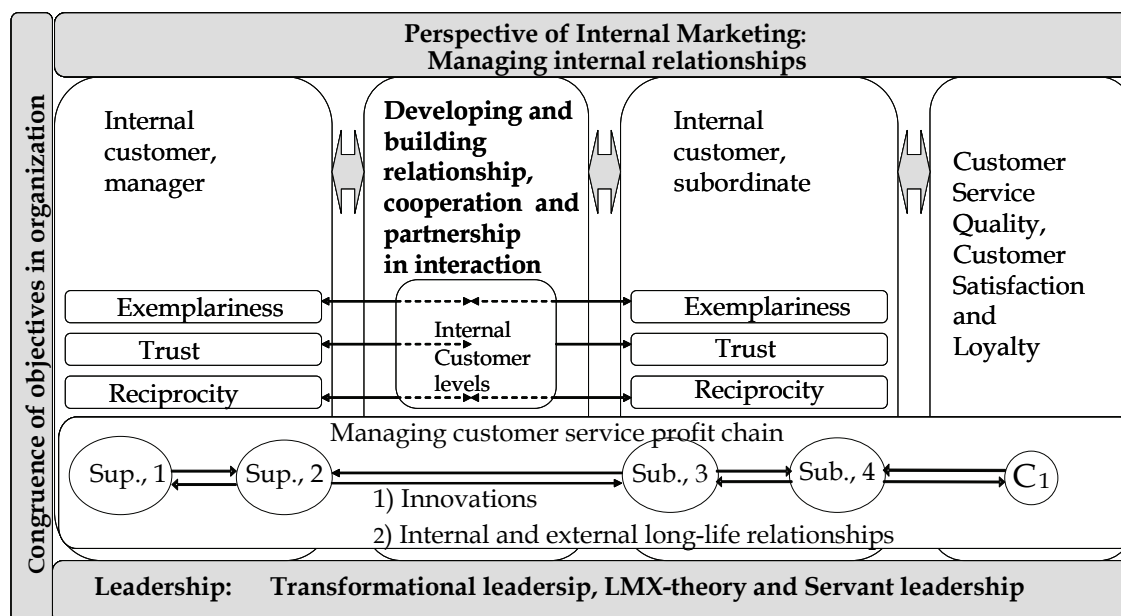 Perspective of Internal Marketing:
Managing internal relationships
Congruence of objectives in organization
Internal
customer,
manager
Developing and
building
relationship,
cooperation and
partnership
in interaction
Internal
customer,
subordinate
Customer
Service
Quality,
Customer
Satisfaction
and
Loyalty
Exemplariness
Trust
Reciprocity
Internal
Customer
levels
Exemplariness
Trust
Reciprocity
Managing customer service profit chain
Sup., 1
Sup., 2
Sub., 3
Sub., 4
C1
1) Innovations
2) Internal and external long-life relationships
Leadership: Transformational leadersip, LMX-theory and Servant leadership